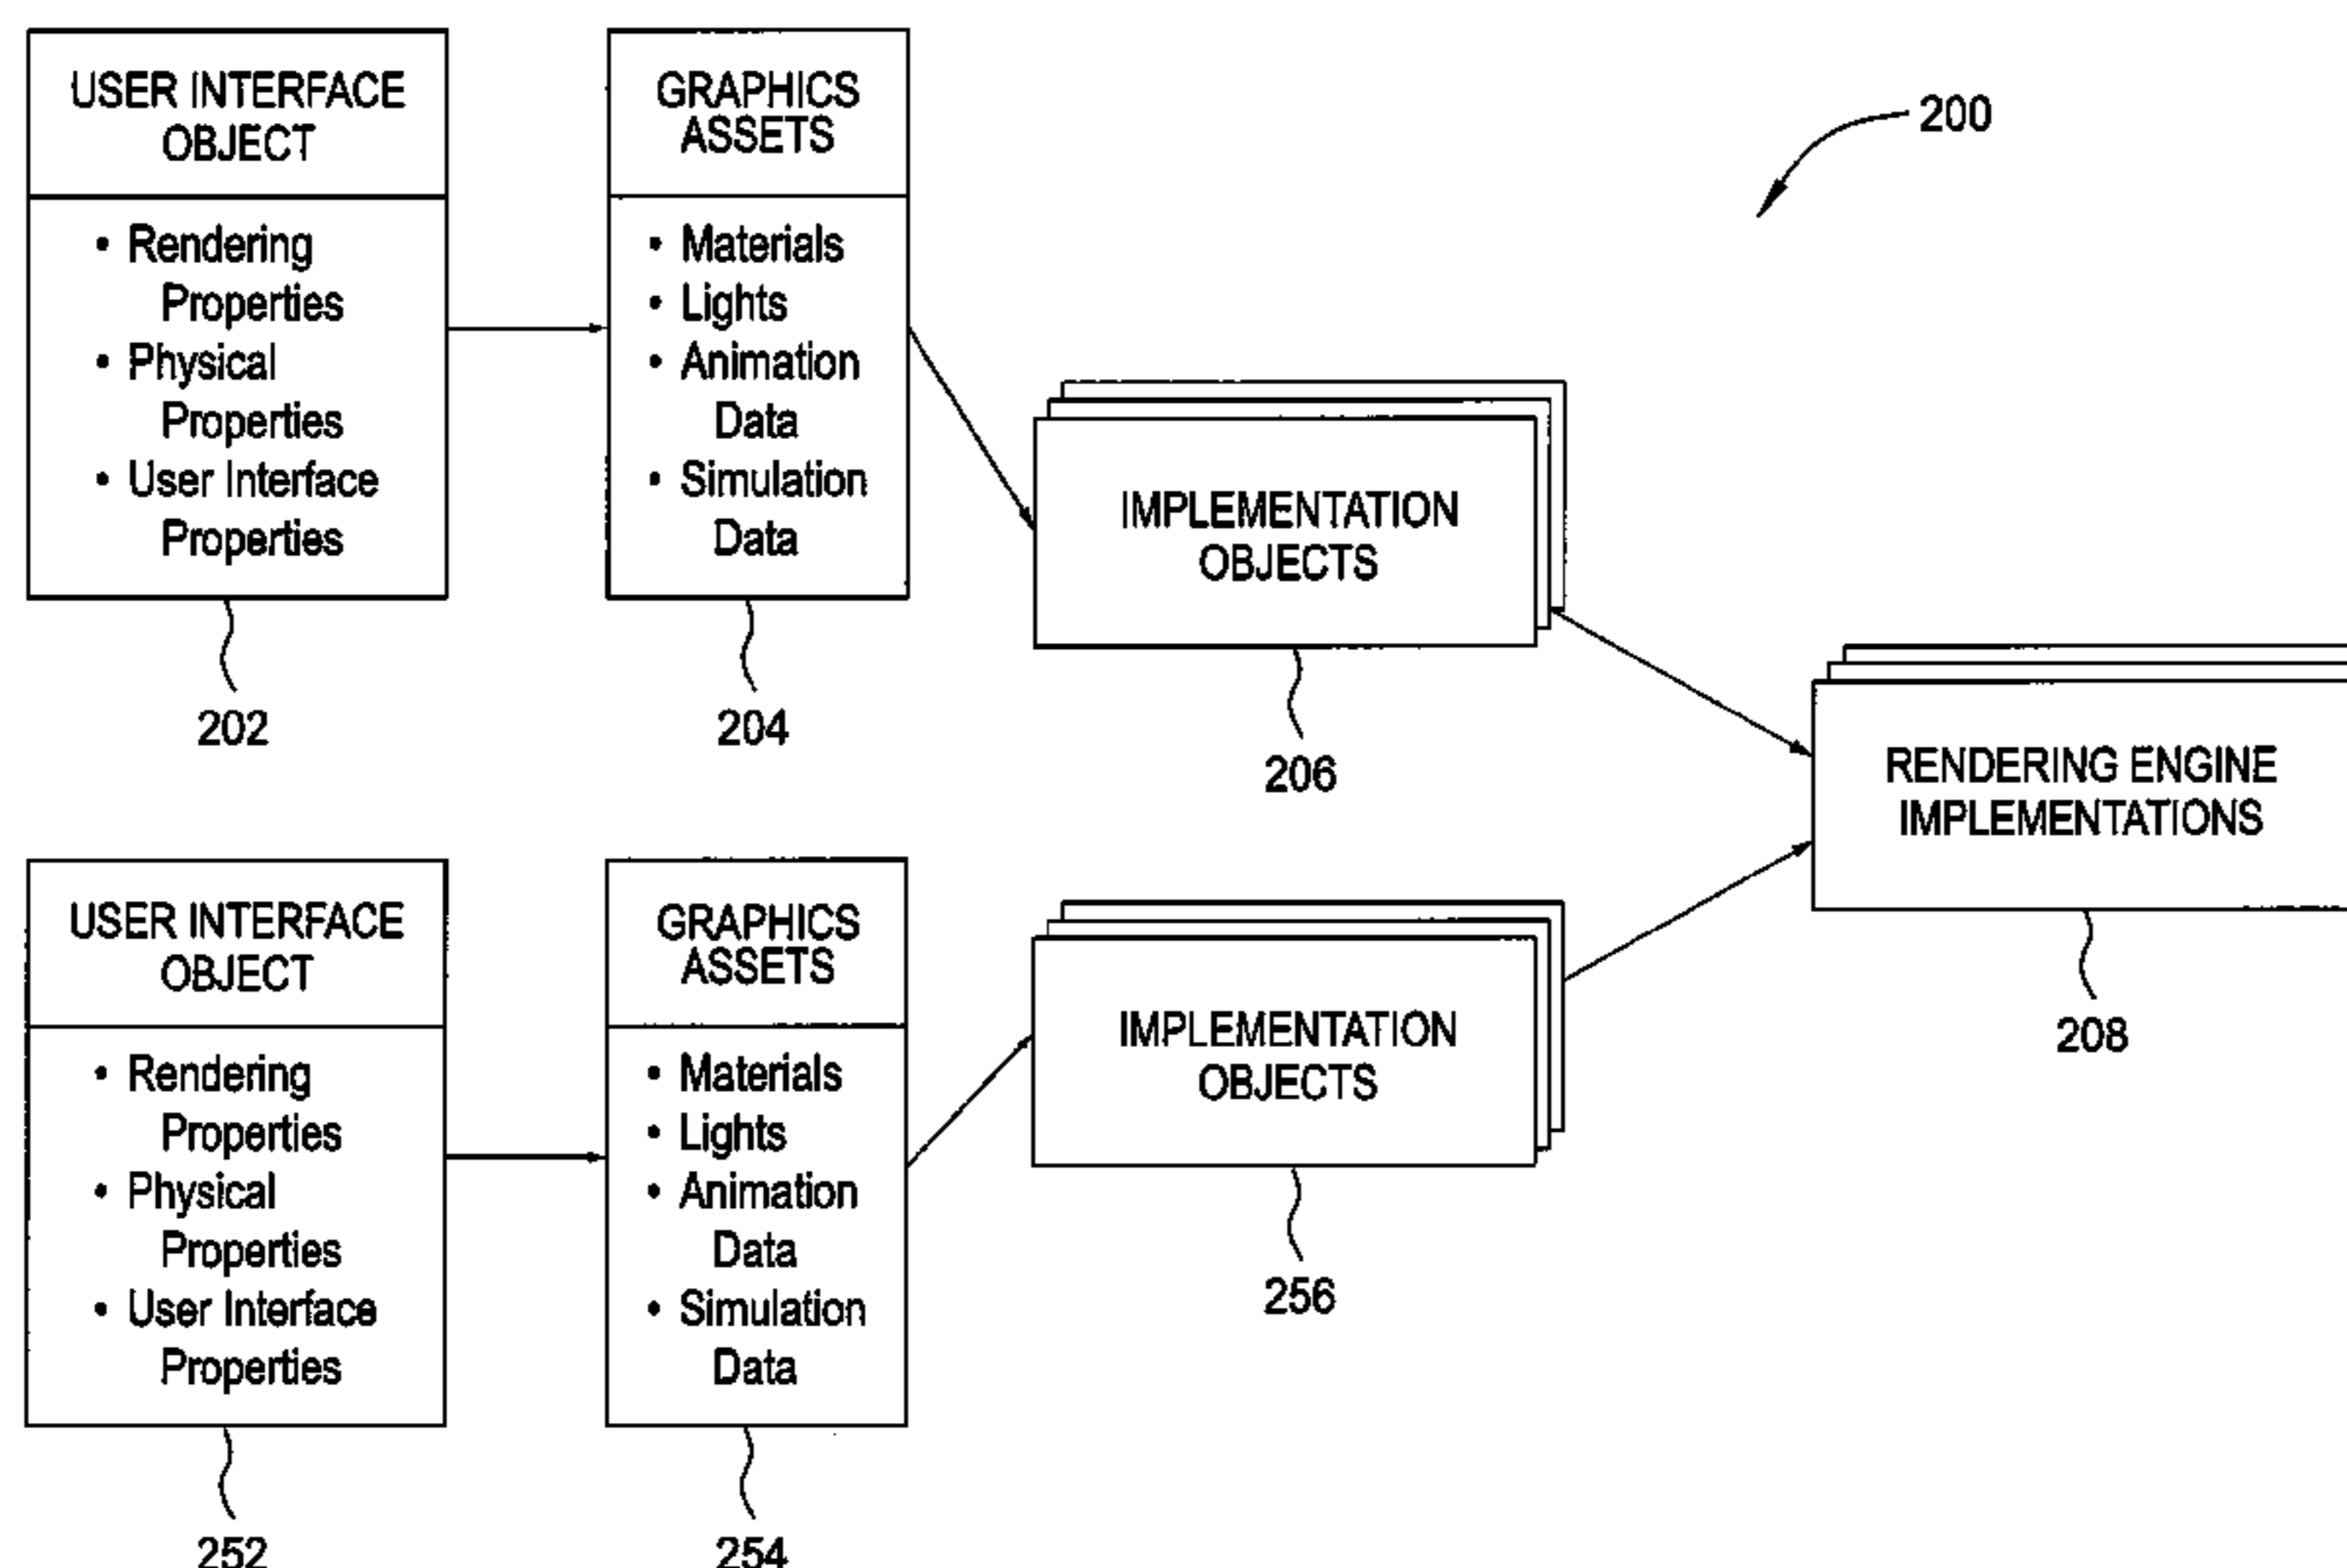 USER INTERFACE
OBJECT
• Rendering
Properties
• Physical
Properties
• User Interface
Properties
202
GRAPHICS
ASSETS
• Materials
• Lights
• Animation
Data
• Simulation
Data
204
200
IMPLEMENTATION
OBJECTS
206
RENDERING ENGINE
IMPLEMENTATIONS
208
USER INTERFACE
OBJECT
• Rendering
Properties
• Physical
Properties
• User Interface
Properties
252
GRAPHICS
ASSETS
• Materials
• Lights
• Animation
Data
• Simulation
Data
254
IMPLEMENTATION
OBJECTS
256